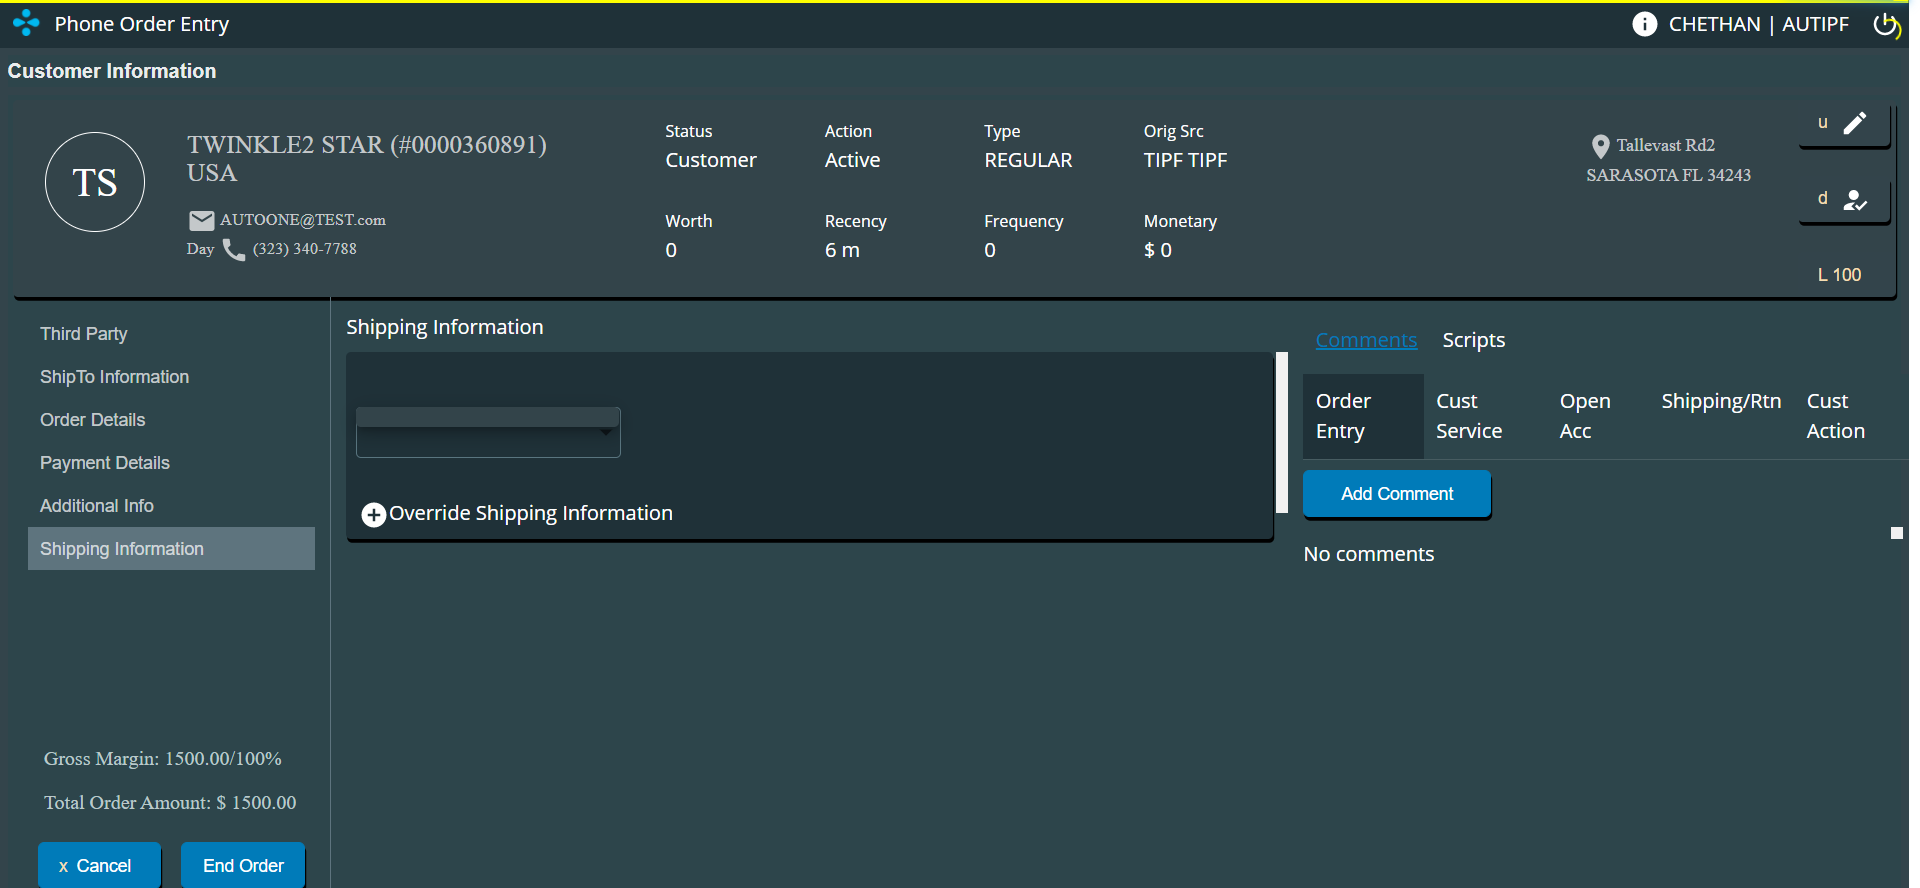 Phone Order Entry
CHETHAN | AUTIPF
Customer Information
TS
TWINKLE2 STAR (#0000360891)
USA
AUTOONE@TEST.com
Day (323) 340-7788
Status
Customer
Action
Active
Type
REGULAR
Orig Src
TIPF TIPF
Worth
0
Recency
6 m
Frequency
0
Monetary
$ 0
Tallevast Rd2
SARASOTA FL 34243
u
d
L 100
Third Party
ShipTo Information
Order Details
Payment Details
Additional Info
Shipping Information
Gross Margin: 1500.00/100%
Total Order Amount: $ 1500.00
x Cancel
End Order
Shipping Information
Override Shipping Information
Comments
Scripts
Order
Entry
Cust
Service
Open
Acc
Shipping/Rtn
Cust
Action
Add Comment
No comments